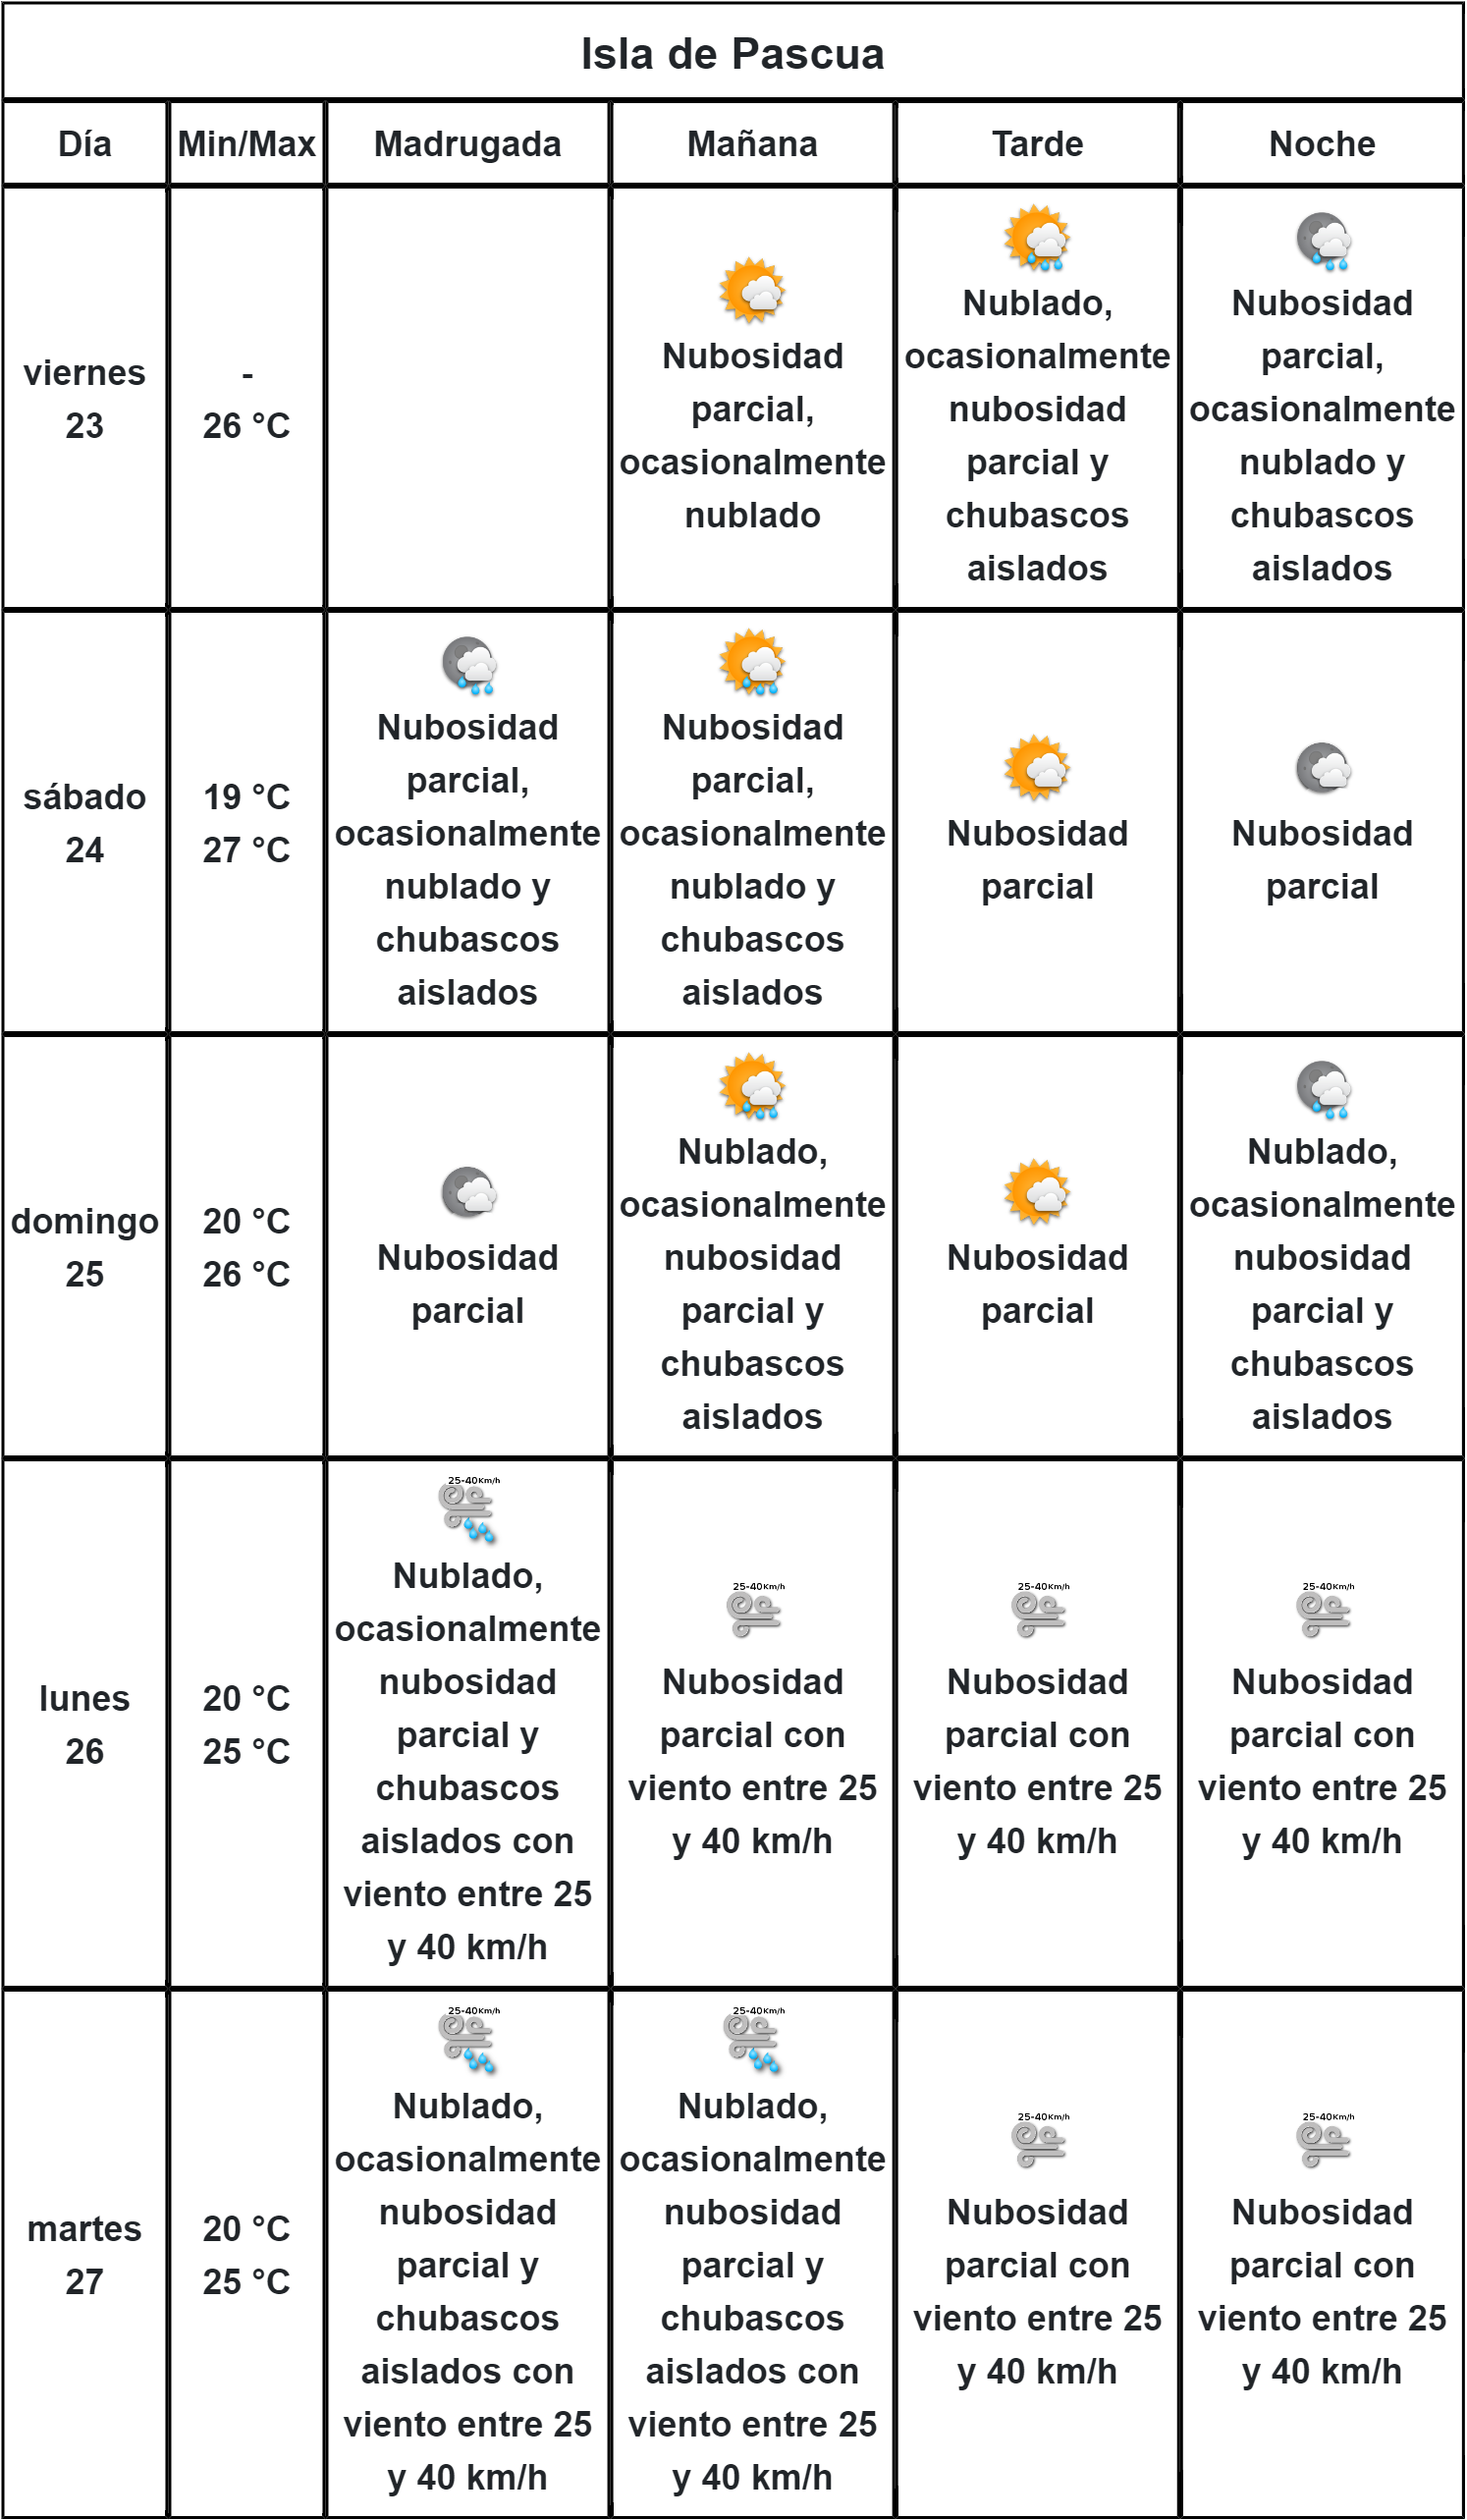 Isla de Pascua
Día
Min/Max
Madrugada
Mañana
Tarde
Noche
viernes
23
-
26 °C
Nubosidad
parcial,
ocasionalmente
nublado
Nublado,
ocasionalmente
nubosidad
parcial y
chubascos
aislados
Nubosidad
parcial,
ocasionalmente
nublado y
chubascos
aislados
sábado
24
19 °C
27 °C
Nubosidad
parcial,
ocasionalmente
nublado y
chubascos
aislados
Nubosidad
parcial,
ocasionalmente
nublado y
chubascos
aislados
Nubosidad
parcial
Nubosidad
parcial
domingo
25
20 °C
26 °C
Nubosidad
parcial
Nublado,
ocasionalmente
nubosidad
parcial y
chubascos
aislados
Nubosidad
parcial
Nublado,
ocasionalmente
nubosidad
parcial y
chubascos
aislados
lunes
26
20 °C
25 °C
25-40Km/h
Nublado,
ocasionalmente
nubosidad
parcial y
chubascos
aislados con
viento entre 25
y 40 km/h
25-40Km/h
Nubosidad
parcial con
viento entre 25
y 40 km/h
25-40Km/h
Nubosidad
parcial con
viento entre 25
y 40 km/h
25-40Km/h
Nubosidad
parcial con
viento entre 25
y 40 km/h
martes
27
20 °C
25 °C
25-40Km/h
Nublado,
ocasionalmente
nubosidad
parcial y
chubascos
aislados con
viento entre 25
y 40 km/h
25-40Km/h
Nublado,
ocasionalmente
nubosidad
parcial y
chubascos
aislados con
viento entre 25
y 40 km/h
25-40Km/h
Nubosidad
parcial con
viento entre 25
y 40 km/h
25-40Km/h
Nubosidad
parcial con
viento entre 25
y 40 km/h